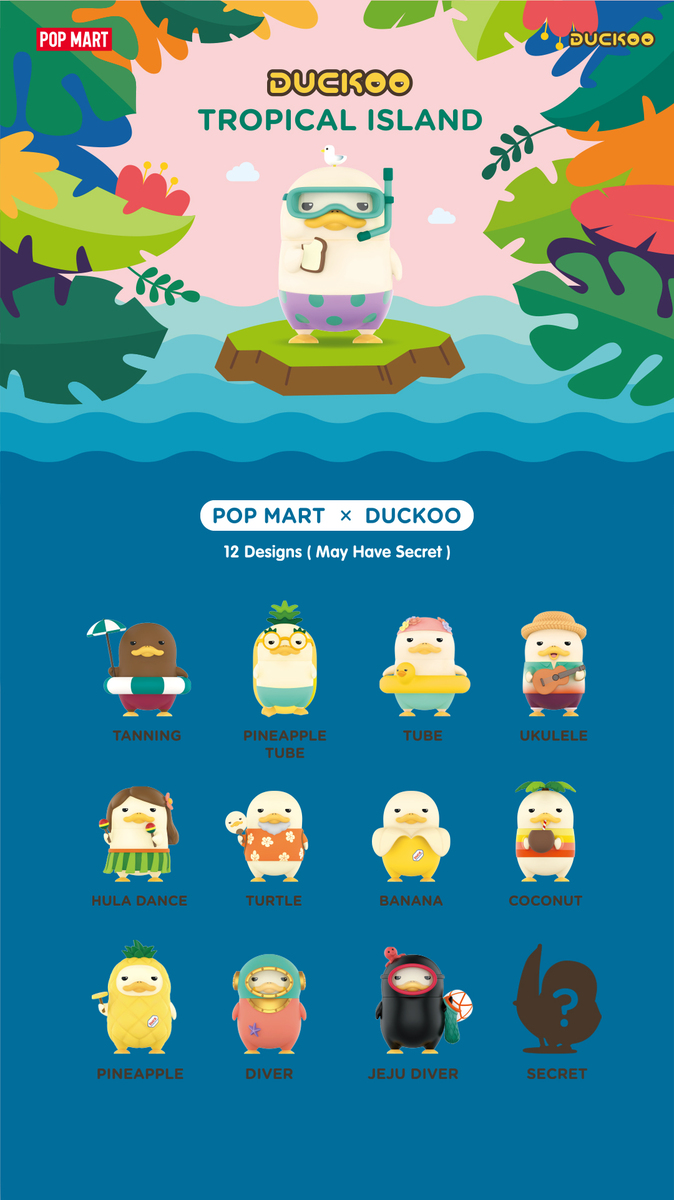 POP MART
DUCKOO
DUCKOO
TROPICAL ISLAND
POP MART × DUCKOO
12 Designs ( May Have Secret )
TANNING
PINEAPPLE
TUBE
TUBE
UKULELE
HULA DANCE
TURTLE
BANANA
COCONUT
PINEAPPLE
DIVER
JEJU DIVER
?
SECRET